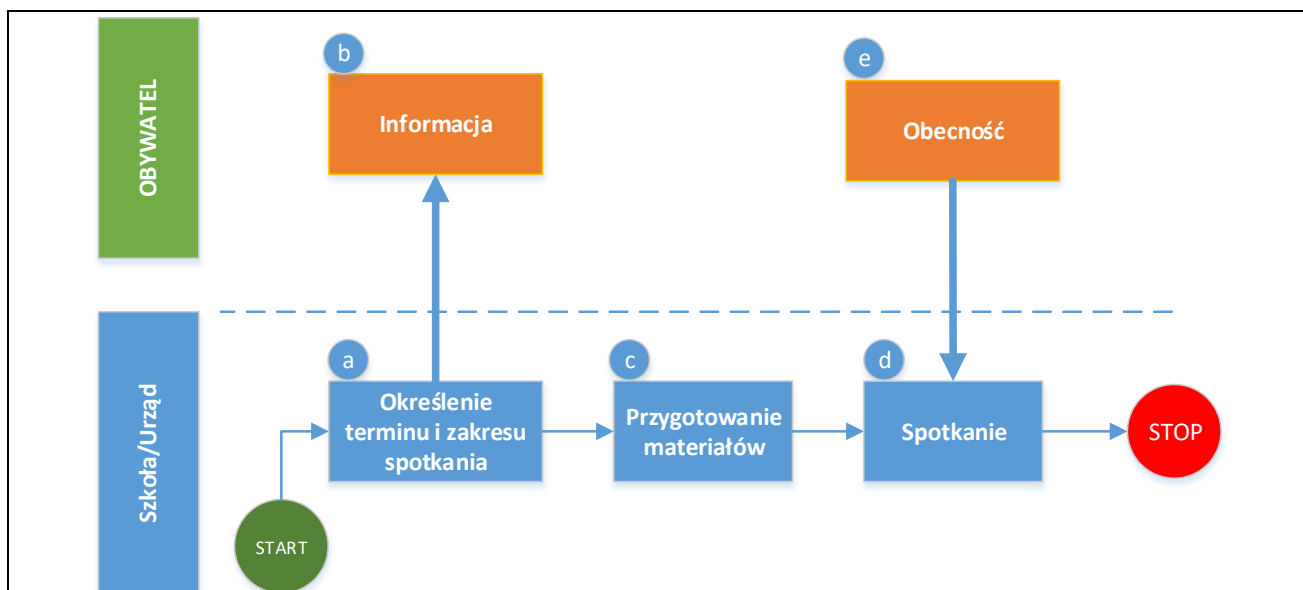 OBYWATEL
b
Informacja
e
Obecność
Szkoła/Urząd
a
Określenie
terminu i zakresu
spotkania
c
Przygotowanie
materiałów
d
Spotkanie
STOP
START